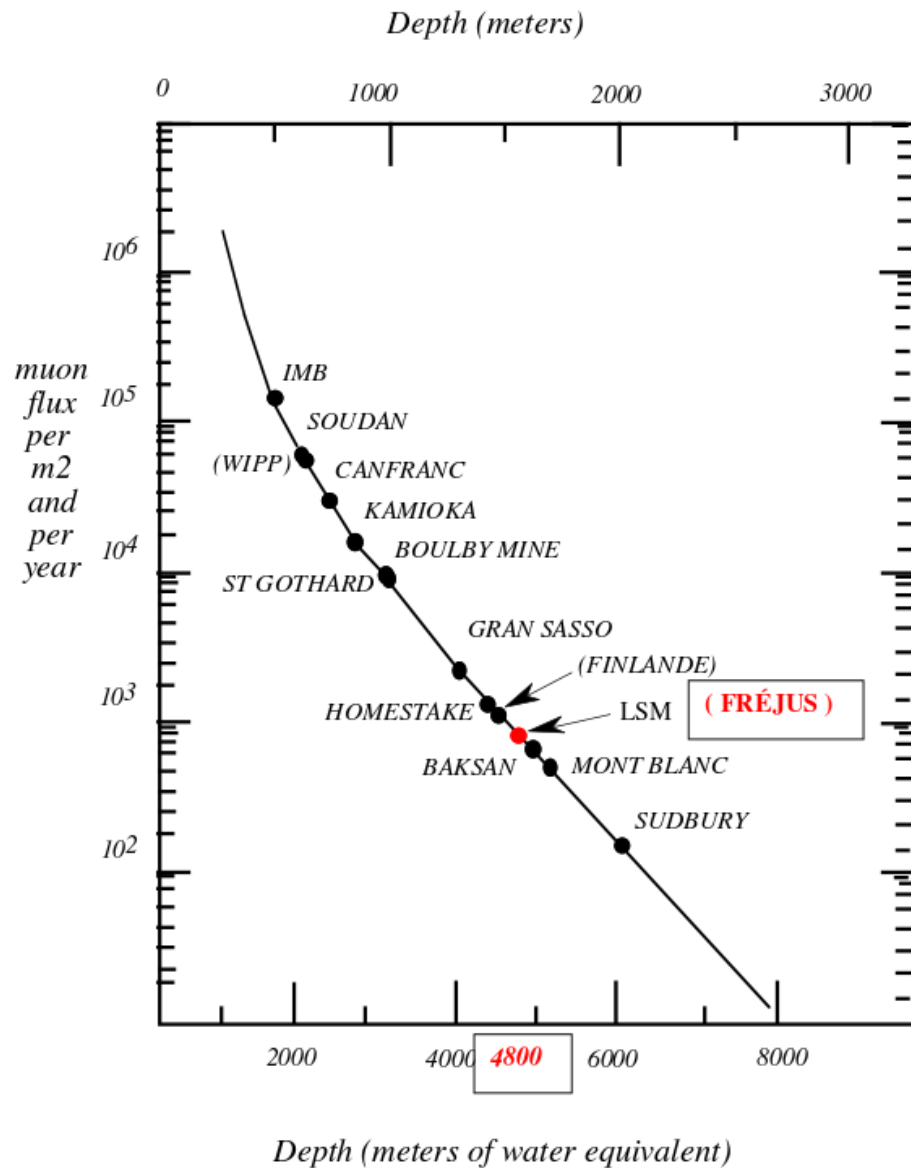 Depth (meters)
0 1000 2000 3000
10⁶
muon
flux
per
m2
and
per
year
10⁵
10⁴
10³
10²
IMB
SOUDAN
(WIPP)
CANFRANC
KAMIOKA
BOULBY MINE
ST GOTHARD
GRAN SASSO
(FINLANDE)
HOMESTAKE
LSM
( FRÉJUS )
BAKSAN
MONT BLANC
SUDBURY
2000 4000 4800 6000 8000
Depth (meters of water equivalent)